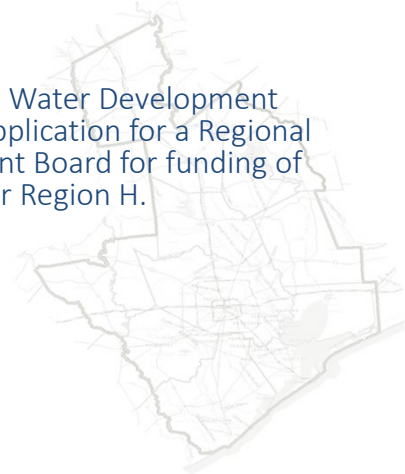 Water Development
pplication for a Regional
nt Board for funding of
r Region H.